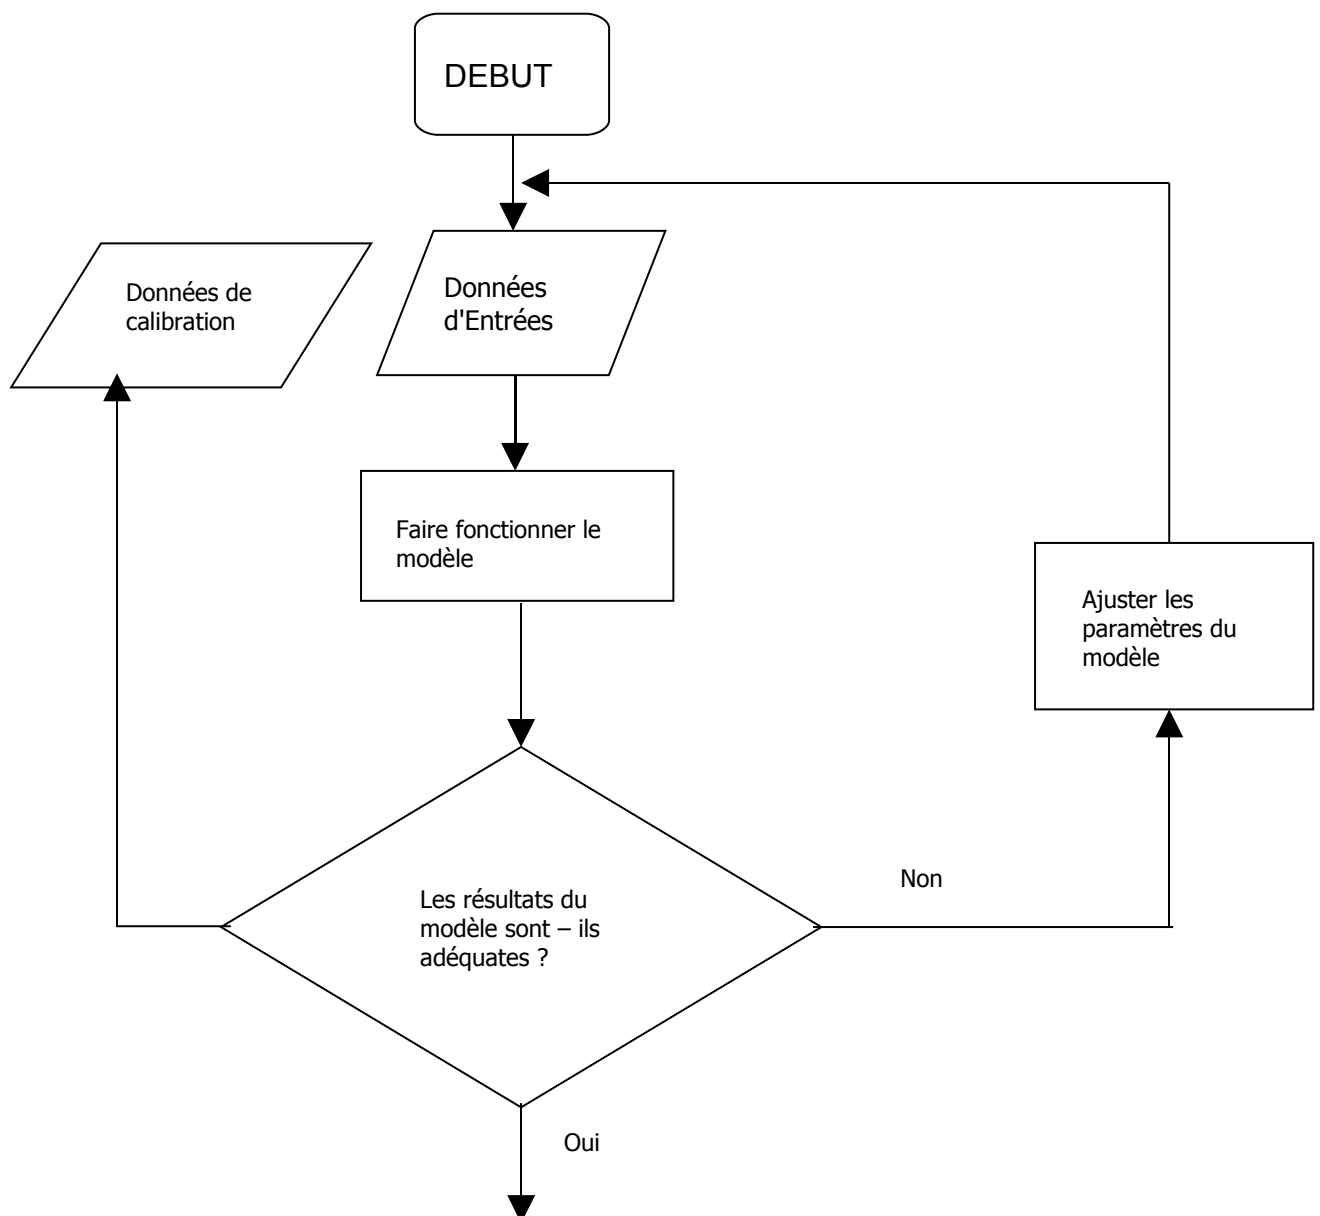 DEBUT
Données de
calibration
Données
d'Entrées
Faire fonctionner le
modèle
Ajuster les
paramètres du
modèle
Les résultats du
modèle sont – ils
adéquates ?
Non
Oui